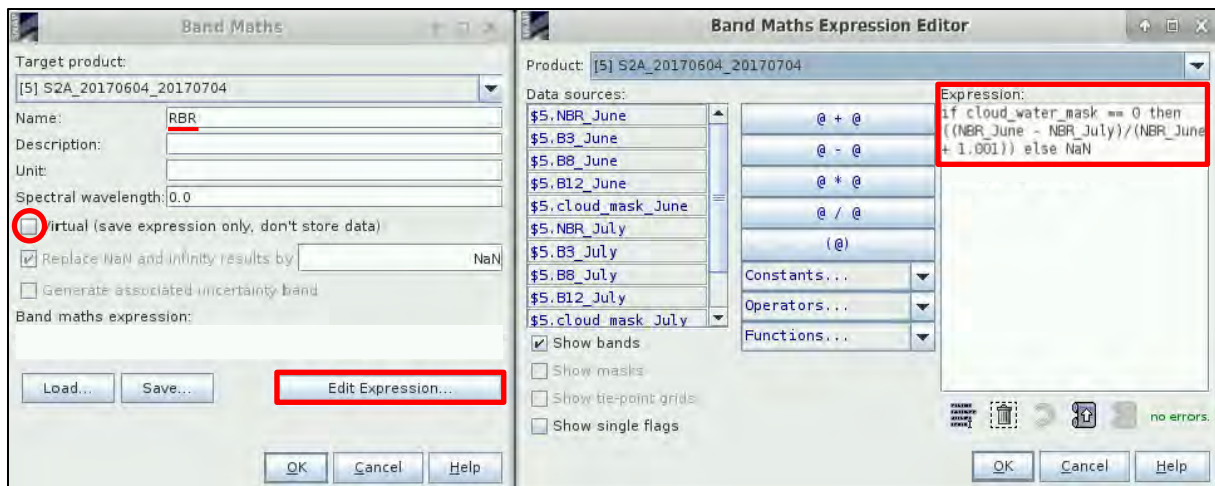 Band Maths
Target product:
[5] S2A_20170604_20170704
Name: RBR
Description:
Unit:
Spectral wavelength: 0.0
Virtual (save expression only, don't store data)
Replace NaN and infinity results by NaN
Generate associated uncertainty band
Band maths expression:
Load... Save... Edit Expression...
OK Cancel Help
Band Maths Expression Editor
Product: [5] S2A_20170604_20170704
Data sources:
$5.NBR_June
$5.B3_June
$5.B8_June
$5.B12_June
$5.cloud_mask_June
$5.NBR_July
$5.B3_July
$5.B8_July
$5.B12_July
$5.cloud_mask_July
Show bands
Show masks
Show tie-point grids
Show single flags
@ + @
@ - @
@ * @
@ / @
(@)
Constants...
Operators...
Functions...
Expression:
if cloud_water_mask == 0 then
((NBR_June - NBR_July)/(NBR_June
+ 1.001)) else NaN
no errors.
OK Cancel Help